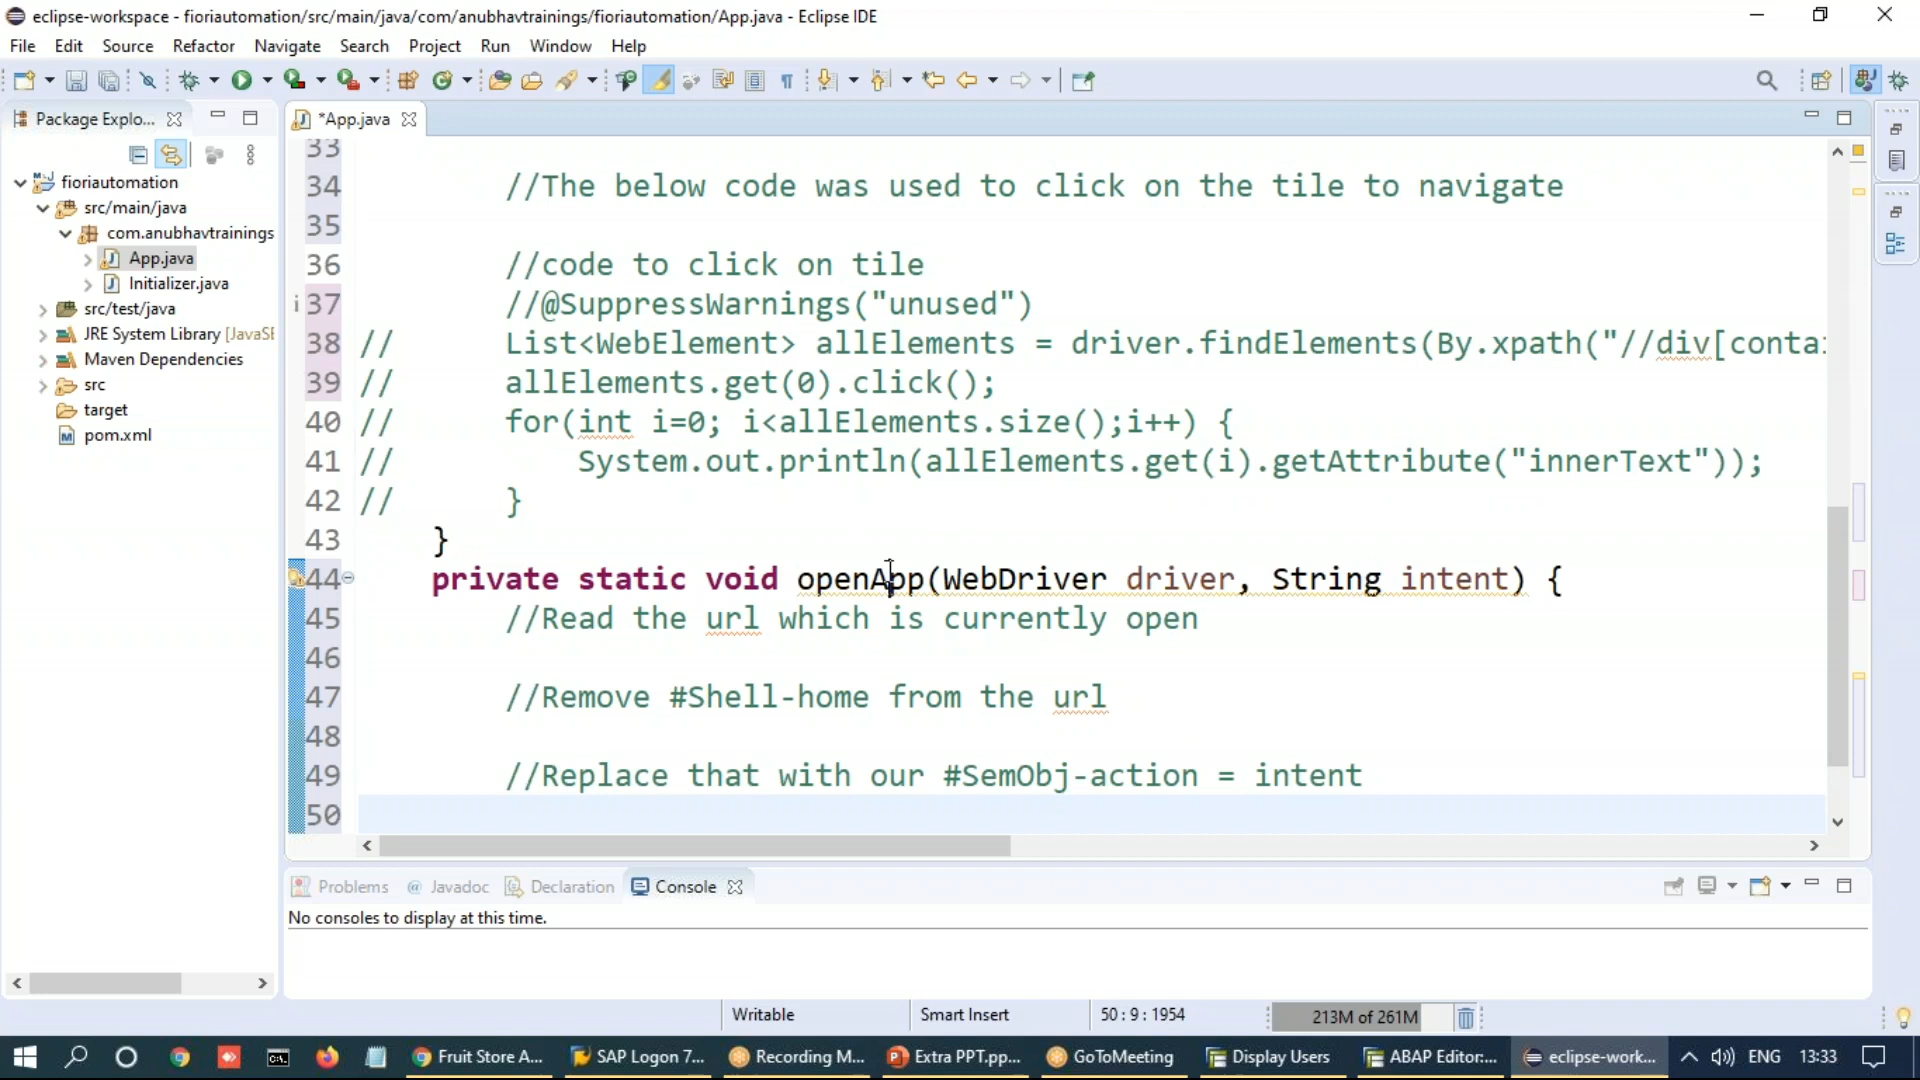 eclipse-workspace - fioriautomation/src/main/java/com/anubhavtrainings/fioriautomation/App.java - Eclipse IDE
File Edit Source Refactor Navigate Search Project Run Window Help
Package Explo...
*App.java
fioriautomation
src/main/java
com.anubhavtrainings
App.java
Initializer.java
src/test/java
JRE System Library [JavaSE
Maven Dependencies
src
target
pom.xml
33
34 //The below code was used to click on the tile to navigate
35
36 //code to click on tile
37 //@SuppressWarnings("unused")
38 // List<WebElement> allElements = driver.findElements(By.xpath("//div[contai
39 // allElements.get(0).click();
40 // for(int i=0; i<allElements.size();i++) {
41 // System.out.println(allElements.get(i).getAttribute("innerText"));
42 // }
43 }
44 private static void openApp(WebDriver driver, String intent) {
45 //Read the url which is currently open
46
47 //Remove #Shell-home from the url
48
49 //Replace that with our #SemObj-action = intent
50
Problems @ Javadoc Declaration Console
No consoles to display at this time.
Writable Smart Insert 50 : 9 : 1954 213M of 261M
Fruit Store A... SAP Logon 7... Recording M... Extra PPT.pp... GoToMeeting Display Users ABAP Editor:... eclipse-work... ENG 13:33